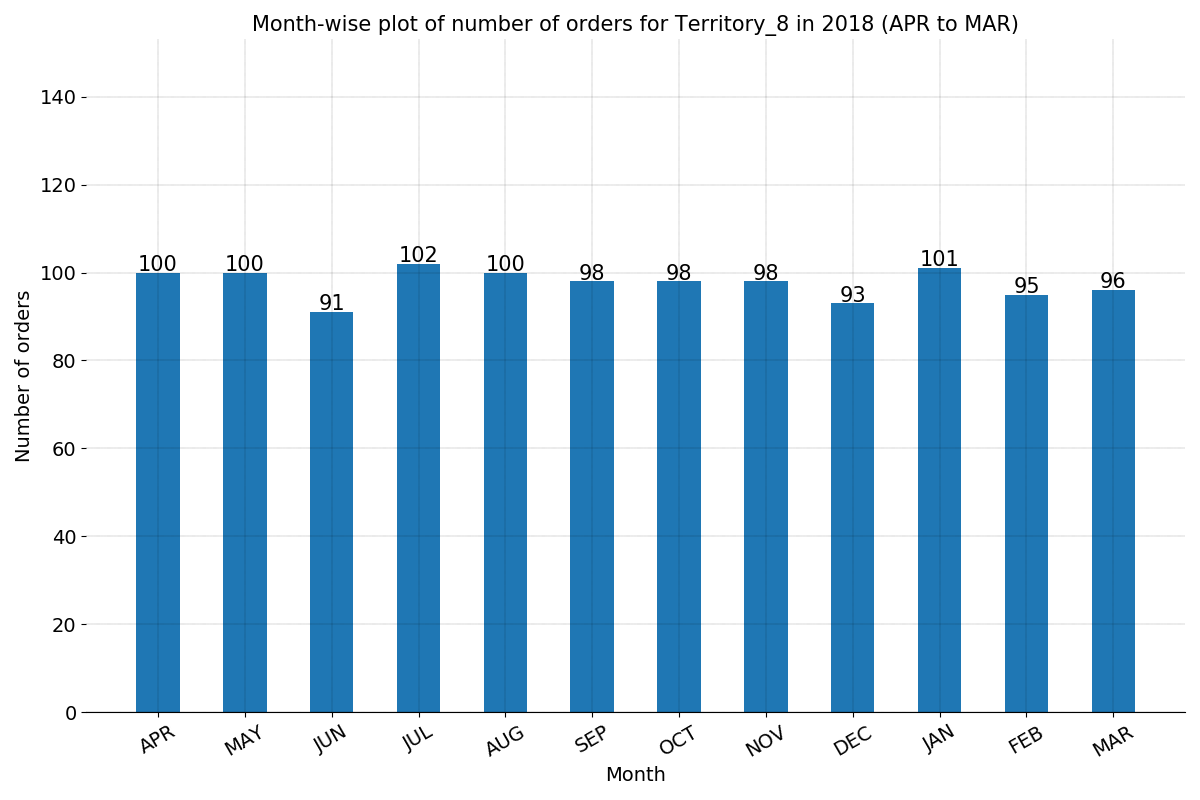 Month-wise plot of number of orders for Territory_8 in 2018 (APR to MAR)
Number of orders
140
120
100
80
60
40
20
0
100
100
91
102
100
98
98
98
93
101
95
96
APR
MAY
JUN
JUL
AUG
SEP
OCT
NOV
DEC
JAN
FEB
MAR
Month